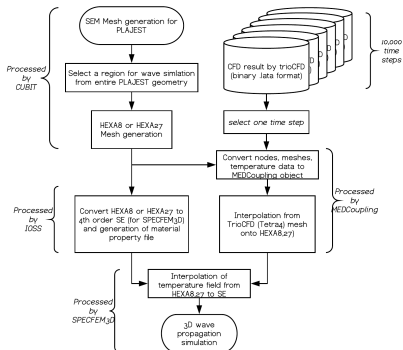 SEM Mesh generation for
PLAJEST
Processed
by
CUBIT
Select a region for wave simlation
from entire PLAJEST geometry
HEXA8 or HEXA27
Mesh generation
CFD result by trioCFD
(binary .lata format)
10,000
time
steps
select one time step
Convert nodes, meshes,
temperature data to
MEDCoupling object
Processed
by
MEDCoupling
Processed
by
IOSS
Convert HEXA8 or HEXA27 to
4th order SE (for SPECFEM3D)
and generation of material
property file
Interpolation from
TrioCFD (Tetra4) mesh
onto HEXA8,27)
Processed
by
SPECFEM3D
Interpolation of
temperature field from
HEXA8,27 to SE
3D wave
propagation
simulation